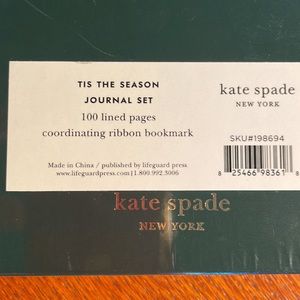 TIS THE SEASON
JOURNAL SET
100 lined pages
coordinating ribbon bookmark
Made in China / published by lifeguard press
www.lifeguardpress.com | 1.800.992.3006
kate spade
NEW YORK
SKU#198694
8 25466 98361 8
kate spade
NEW YORK